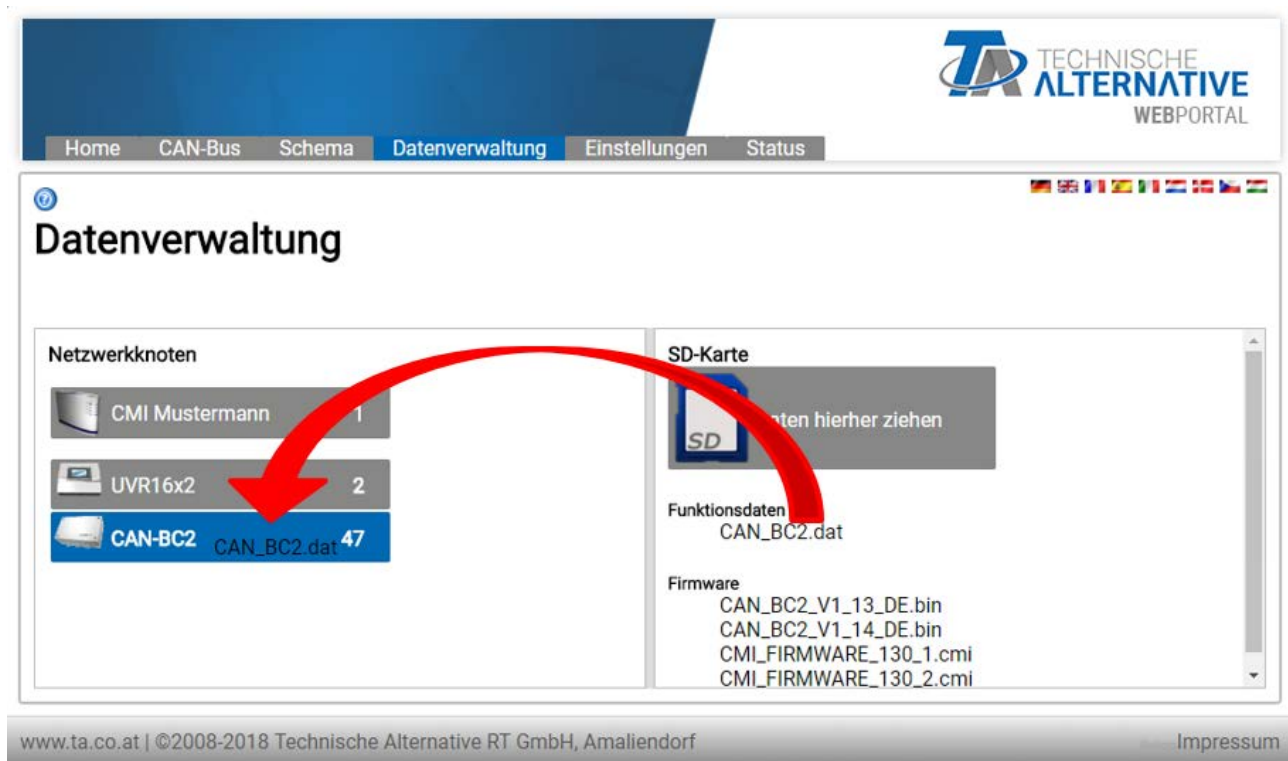 TECHNISCHE
ALTERNATIVE
WEBPORTAL
Home CAN-Bus Schema Datenverwaltung Einstellungen Status
Datenverwaltung
Netzwerkknoten
CMI Mustermann 1
UVR16x2 2
CAN-BC2 CAN_BC2.dat 47
SD-Karte
SD
hierher ziehen
Funktionsdaten
CAN_BC2.dat
Firmware
CAN_BC2_V1_13_DE.bin
CAN_BC2_V1_14_DE.bin
CMI_FIRMWARE_130_1.cmi
CMI_FIRMWARE_130_2.cmi
www.ta.co.at | ©2008-2018 Technische Alternative RT GmbH, Amaliendorf Impressum